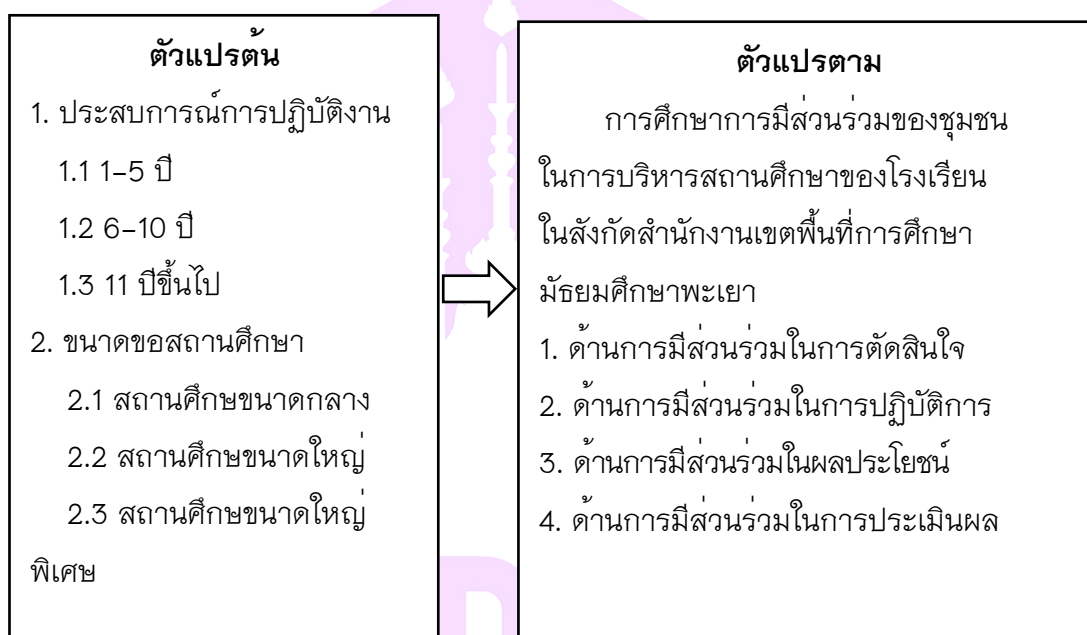 ตัวแปรต้น
1. ประสบการณ์การปฏิบัติงาน
1.1 1–5 ปี
1.2 6–10 ปี
1.3 11 ปีขึ้นไป
2. ขนาดขอสถานศึกษา
2.1 สถานศึกษขนาดกลาง
2.2 สถานศึกษขนาดใหญ่
2.3 สถานศึกษขนาดใหญ่
พิเศษ
ตัวแปรตาม
การศึกษาการมีส่วนร่วมของชุมชน
ในการบริหารสถานศึกษาของโรงเรียน
ในสังกัดสำนักงานเขตพื้นที่การศึกษา
มัธยมศึกษาพะเยา
1. ด้านการมีส่วนร่วมในการตัดสินใจ
2. ด้านการมีส่วนร่วมในการปฏิบัติการ
3. ด้านการมีส่วนร่วมในผลประโยชน์
4. ด้านการมีส่วนร่วมในการประเมินผล